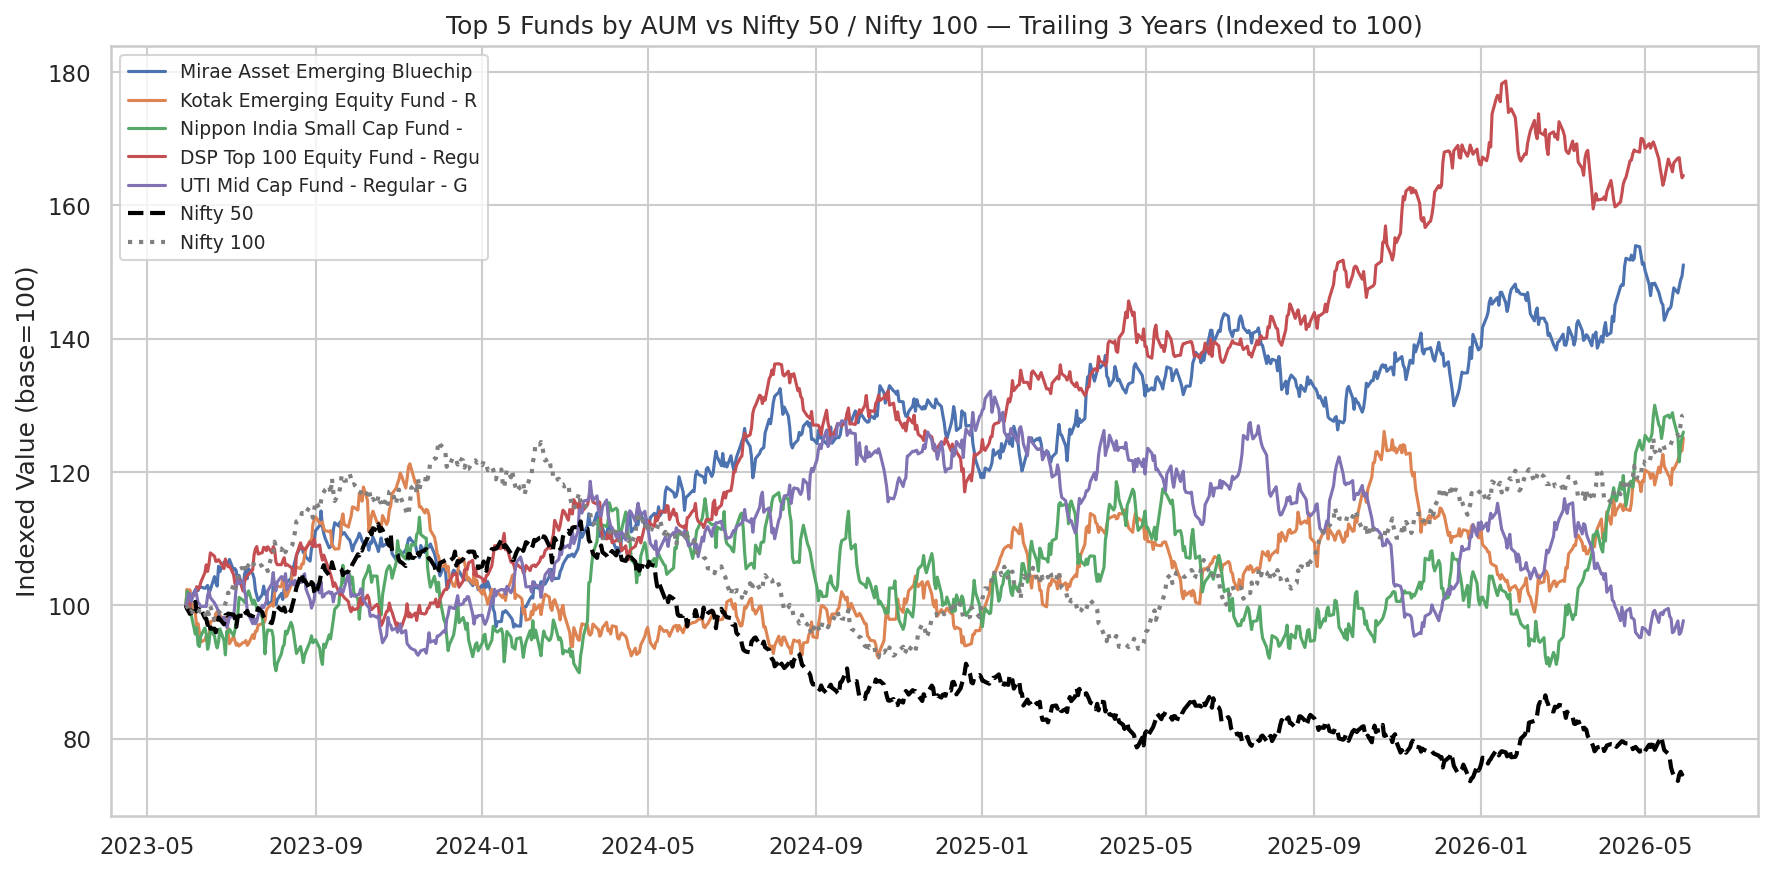 Top 5 Funds by AUM vs Nifty 50 / Nifty 100 — Trailing 3 Years (Indexed to 100)
Mirae Asset Emerging Bluechip
Kotak Emerging Equity Fund - R
Nippon India Small Cap Fund -
DSP Top 100 Equity Fund - Regu
UTI Mid Cap Fund - Regular - G
Nifty 50
Nifty 100
Indexed Value (base=100)
180
160
140
120
100
80
2023-05
2023-09
2024-01
2024-05
2024-09
2025-01
2025-05
2025-09
2026-01
2026-05